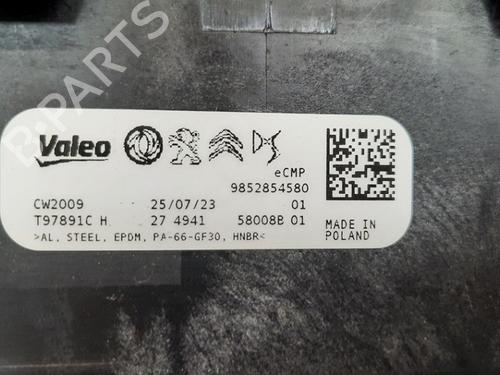 Valeo
eCMP
9852854580
CW2009 25/07/23 01
T97891C H 27 4941 58008B 01
>AL, STEEL, EPDM, PA-66-GF30, HNBR<
MADE IN
POLAND
B-PARTS